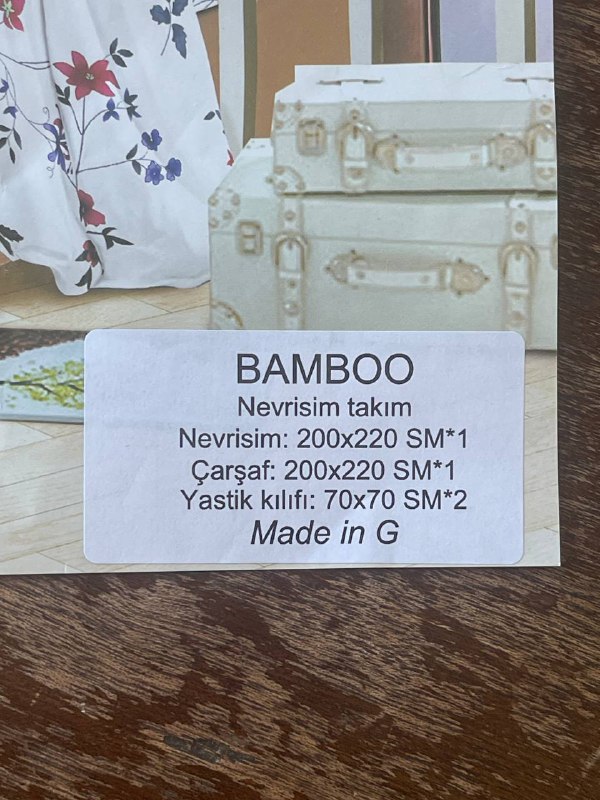 BAMBOO
Nevrisim takım
Nevrisim: 200x220 SM*1
Çarşaf: 200x220 SM*1
Yastik kılıfı: 70x70 SM*2
Made in G